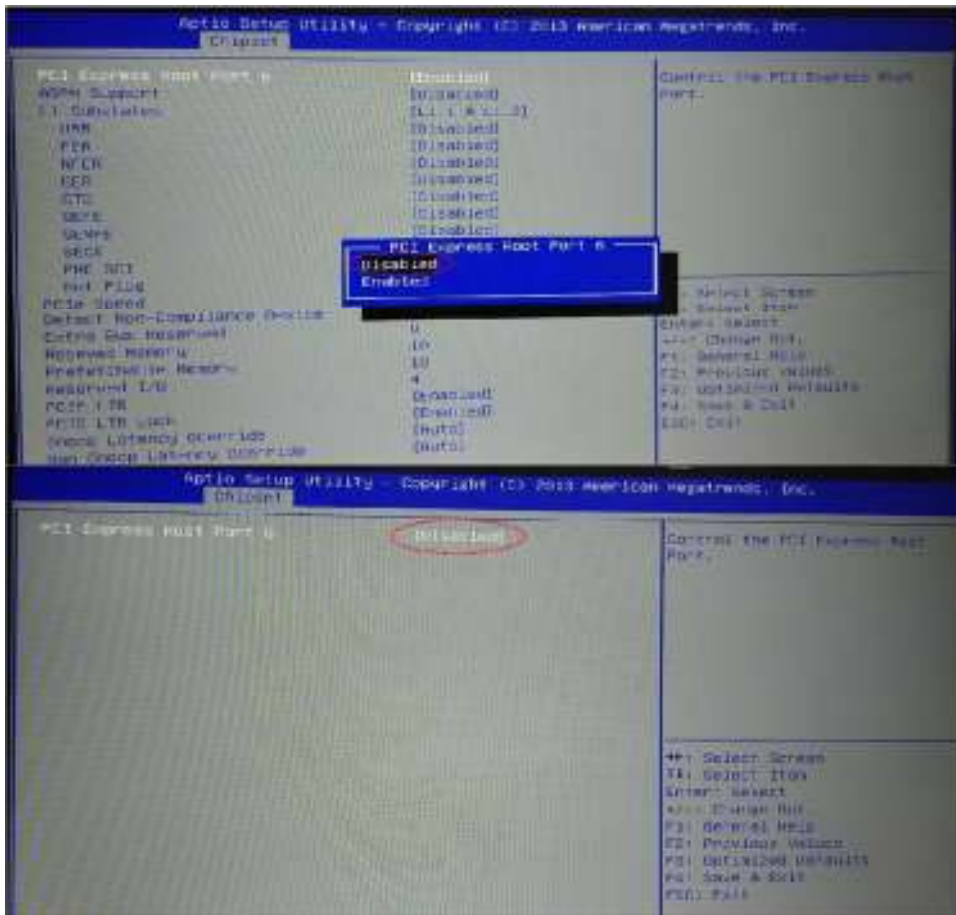 Aptio Setup Utility - Copyright (C) 2013 American Megatrends, Inc.
Chipset
PCI Express Root Port 6 [Enabled]
ASPM Support [Disabled]
L1 Substates [L1.1 & L1.2]
URR [Disabled]
FER [Disabled]
NFER [Disabled]
CER [Disabled]
CTO [Disabled]
SEFE [Disabled]
SENFE [Disabled]
SECE
PME SCI
Hot Plug
PCIe Speed
Detect Non-Compliance Device
Extra Bus Reserved 0
Reserved Memory 10
Prefetchable Memory 10
Reserved I/O 4
PCIE LTR [Enabled]
PCIE LTR Lock [Enabled]
Snoop Latency Override [Auto]
Non Snoop Latency Override [Auto]
PCI Express Root Port 6
Disabled
Enabled
Control the PCI Express Root
Port.
Select Screen
Select Item
Enter: Select
+/-: Change Opt.
F1: General Help
F2: Previous Values
F3: Optimized Defaults
F4: Save & Exit
ESC: Exit
Aptio Setup Utility - Copyright (C) 2013 American Megatrends, Inc.
Chipset
PCI Express Root Port 6 [Disabled]
Control the PCI Express Root
Port.
Select Screen
Select Item
Enter: Select
+/-: Change Opt.
F1: General Help
F2: Previous Values
F3: Optimized Defaults
F4: Save & Exit
ESC: Exit